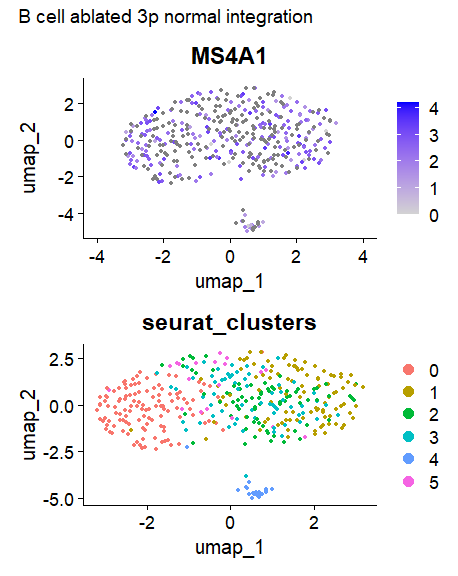 B cell ablated 3p normal integration
MS4A1
umap_2
2
0
-2
-4
-4 -2 0 2 4
umap_1
4
3
2
1
0
seurat_clusters
umap_2
2.5
0.0
-2.5
-5.0
-2 0 2
umap_1
0
1
2
3
4
5